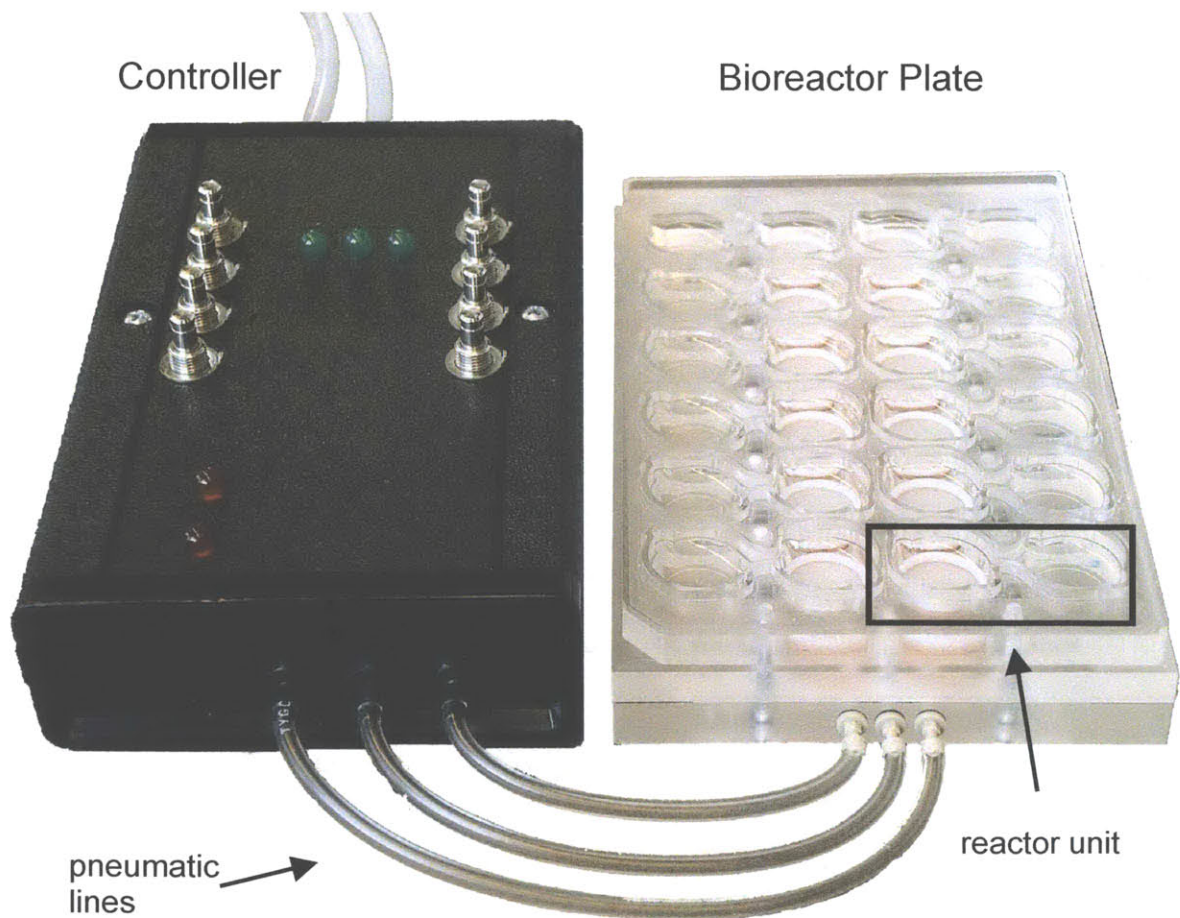 Controller
Bioreactor Plate
reactor unit
pneumatic
lines